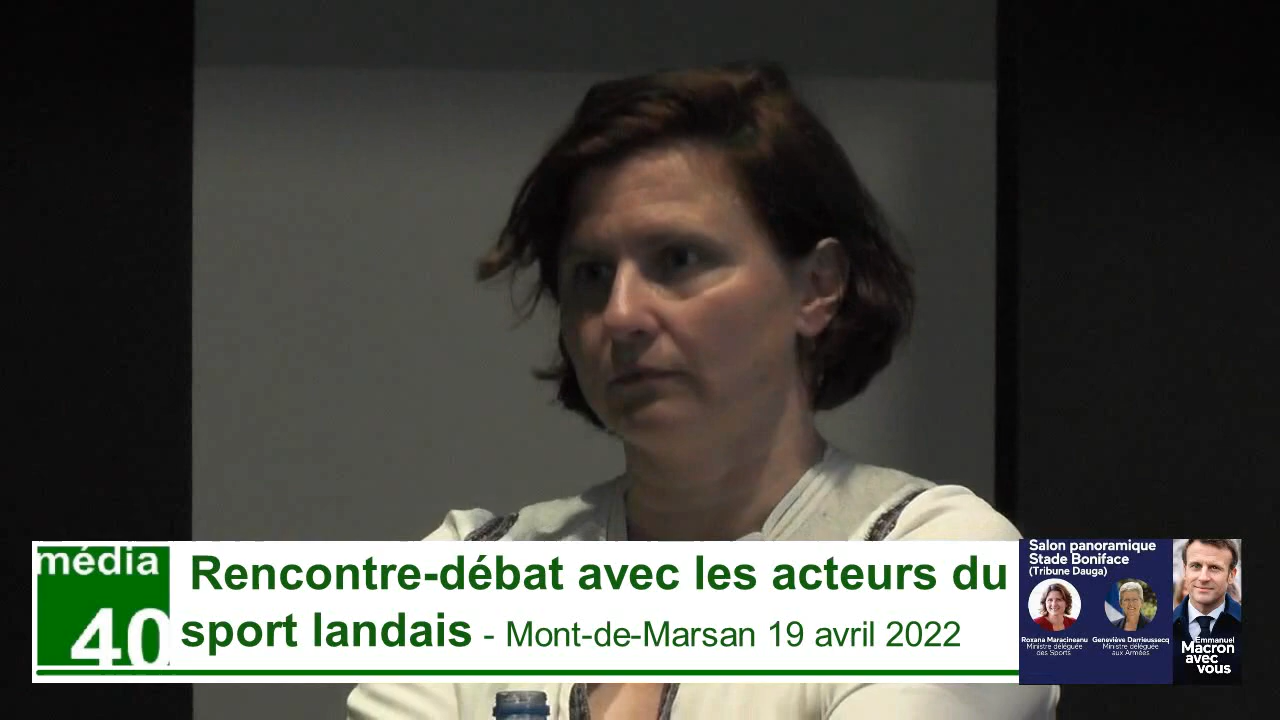 média
40
Rencontre-débat avec les acteurs du
sport landais - Mont-de-Marsan 19 avril 2022
Salon panoramique
Stade Boniface
(Tribune Dauga)
Roxana Maracineanu
Ministre déléguée
des Sports
Geneviève Darrieussecq
Ministre déléguée
aux Armées
Emmanuel
Macron
avec
vous